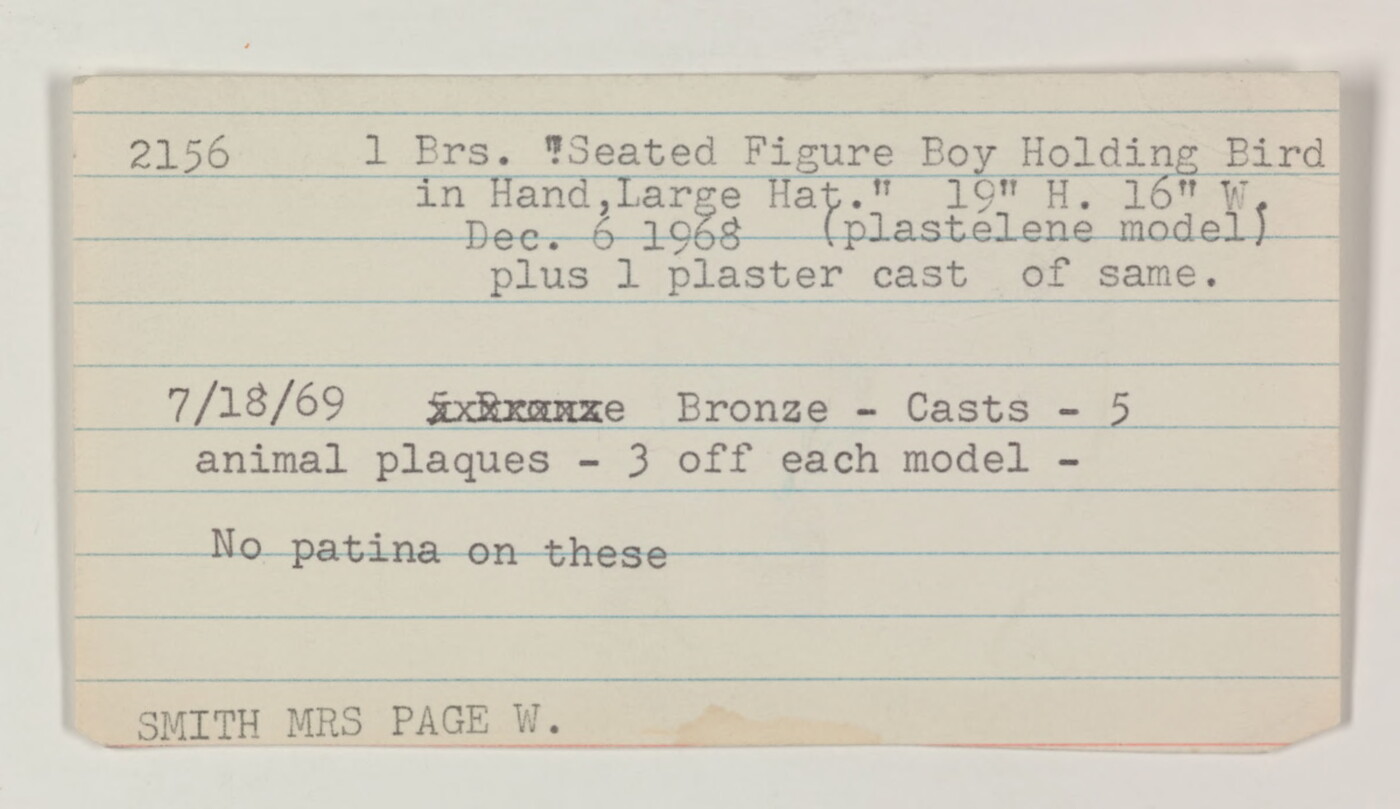 2156 1 Brs. "Seated Figure Boy Holding Bird
in Hand,Large Hat." 19" H. 16" W.
Dec. 6 1968 (plastelene model)
plus 1 plaster cast of same.
7/18/69 5 Bronze Bronze - Casts - 5
animal plaques - 3 off each model -
No patina on these
SMITH MRS PAGE W.